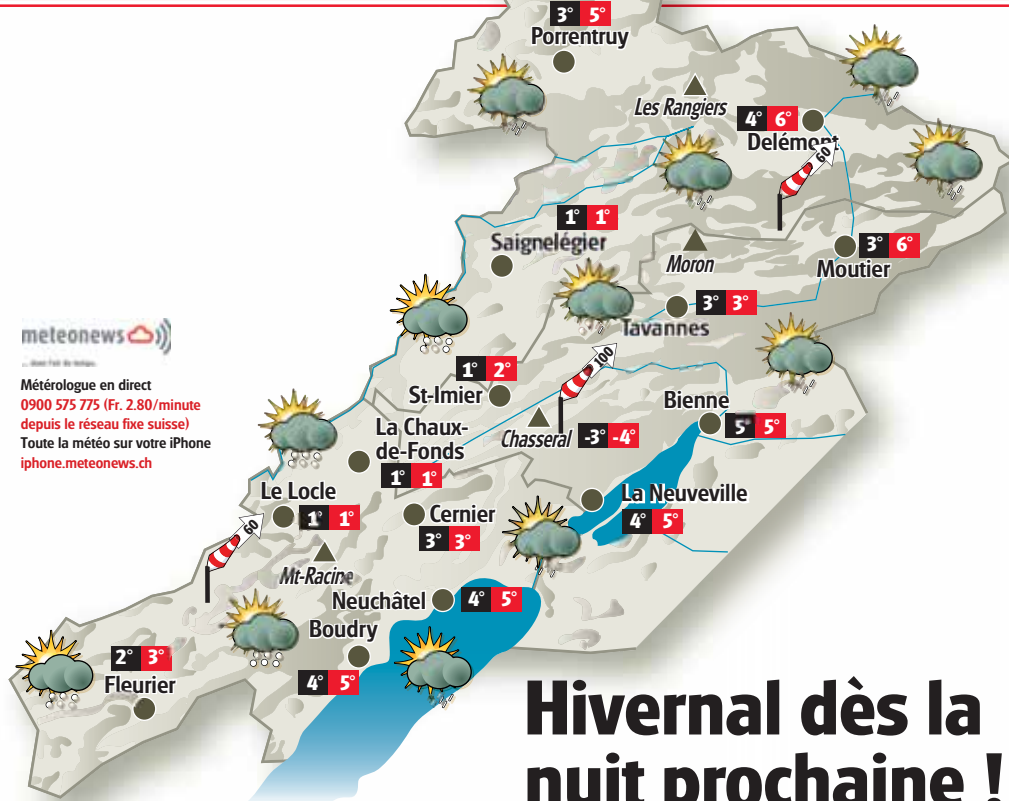 3° 5°
Porrentruy
Les Rangiers
4° 6°
Delémont
60
1° 1°
Saignelégier
Moron
3° 6°
Moutier
3° 3°
Tavannes
meteonews
Météorologue en direct
0900 575 775 (Fr. 2.80/minute
depuis le réseau fixe suisse)
Toute la météo sur votre iPhone
iphone.meteonews.ch
100
1° 2°
St-Imier
Chasseral
-3° -4°
Bienne
5° 5°
La Chaux-
de-Fonds
1° 1°
Le Locle
1° 1°
Cernier
3° 3°
La Neuveville
4° 5°
60
Mt-Racine
Neuchâtel
4° 5°
Boudry
4° 5°
2° 3°
Fleurier
Hivernal dès la
nuit prochaine !